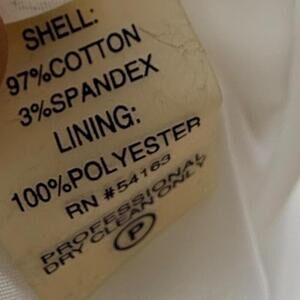 SHELL:
97%COTTON
3%SPANDEX
LINING:
100%POLYESTER
RN #54163
PROFESSIONAL
DRY CLEAN ONLY
P